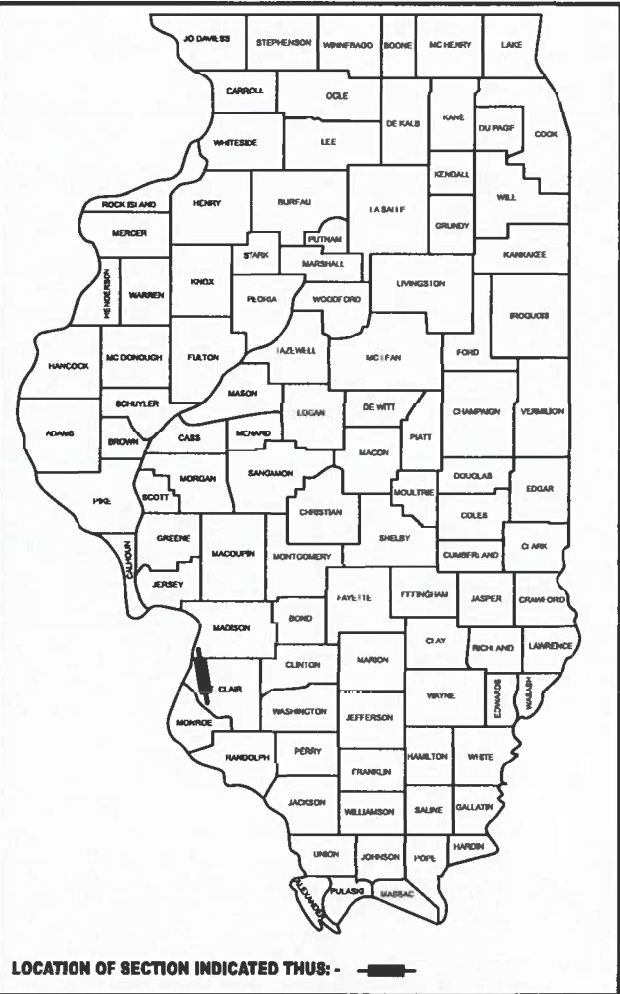 JO DAVIESS STEPHENSON WINNEBAGO BOONE MC HENRY LAKE
CARROLL OGLE DE KALB KANE DU PAGE COOK
WHITESIDE LEE
KENDALL WILL
ROCK ISLAND HENRY BUREAU LA SALLE GRUNDY
MERCER PUTNAM
STARK MARSHALL KANKAKEE
HENDERSON WARREN KNOX PEORIA WOODFORD LIVINGSTON
IROQUOIS
HANCOCK MC DONOUGH FULTON TAZEWELL MC LEAN FORD
SCHUYLER MASON LOGAN DE WITT CHAMPAIGN VERMILION
ADAMS BROWN CASS MENARD PIATT
MACON
PIKE SCOTT MORGAN SANGAMON DOUGLAS EDGAR
MOULTRIE
CHRISTIAN COLES
CALHOUN GREENE MACOUPIN MONTGOMERY SHELBY CUMBERLAND CLARK
JERSEY FAYETTE EFFINGHAM JASPER CRAWFORD
MADISON BOND
CLAY RICHLAND LAWRENCE
CLINTON MARION
CLAIR WAYNE EDWARDS WABASH
MONROE WASHINGTON JEFFERSON
RANDOLPH PERRY HAMILTON WHITE
FRANKLIN
JACKSON WILLIAMSON SALINE GALLATIN
UNION JOHNSON POPE HARDIN
ALEXANDER PULASKI MASSAC
LOCATION OF SECTION INDICATED THUS: -